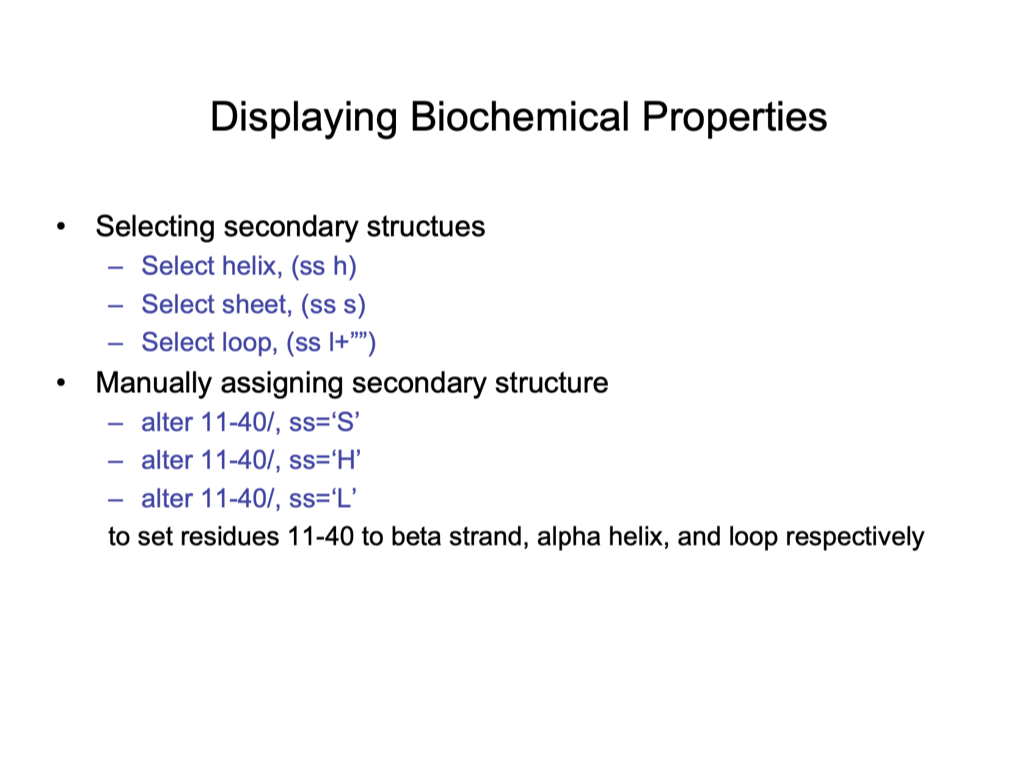 Displaying Biochemical Properties
• Selecting secondary structues
– Select helix, (ss h)
– Select sheet, (ss s)
– Select loop, (ss l+””)
• Manually assigning secondary structure
– alter 11-40/, ss=‘S’
– alter 11-40/, ss=‘H’
– alter 11-40/, ss=‘L’
to set residues 11-40 to beta strand, alpha helix, and loop respectively